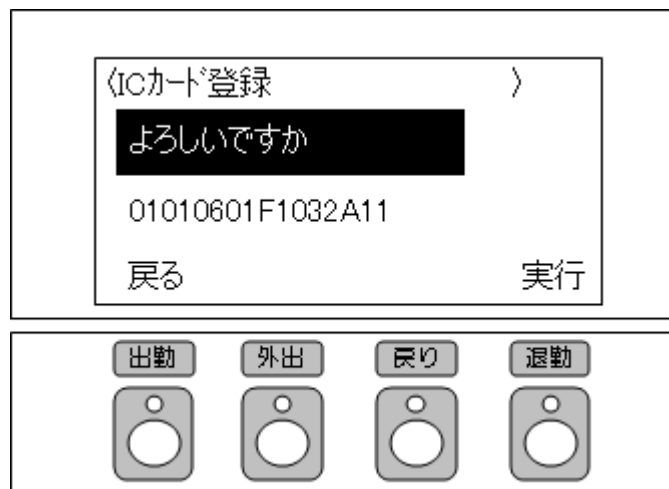 〈ICｶｰﾄﾞ登録 〉
よろしいですか
01010601F1032A11
戻る 実行
出勤 外出 戻り 退勤